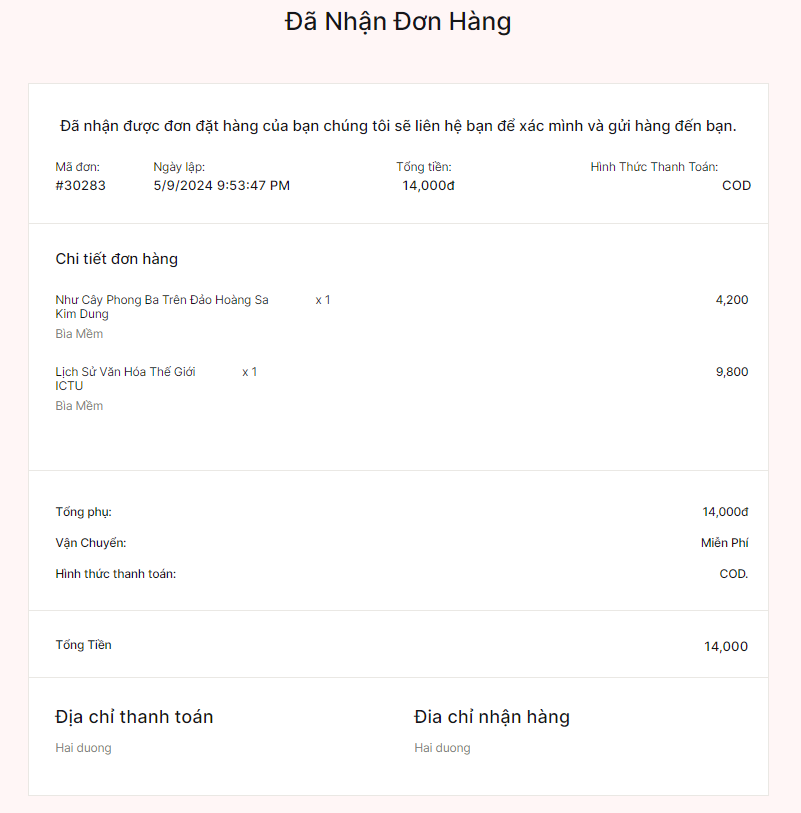 Đã Nhận Đơn Hàng
Đã nhận được đơn đặt hàng của bạn chúng tôi sẽ liên hệ bạn để xác mình và gửi hàng đến bạn.
Mã đơn: Ngày lập: Tổng tiền: Hình Thức Thanh Toán:
#30283 5/9/2024 9:53:47 PM 14,000đ COD
Chi tiết đơn hàng
Như Cây Phong Ba Trên Đảo Hoàng Sa x 1 4,200
Kim Dung
Bìa Mềm
Lịch Sử Văn Hóa Thế Giới x 1 9,800
ICTU
Bìa Mềm
Tổng phụ: 14,000đ
Vận Chuyển: Miễn Phí
Hình thức thanh toán: COD.
Tổng Tiền 14,000
Địa chỉ thanh toán Đia chỉ nhận hàng
Hai duong Hai duong